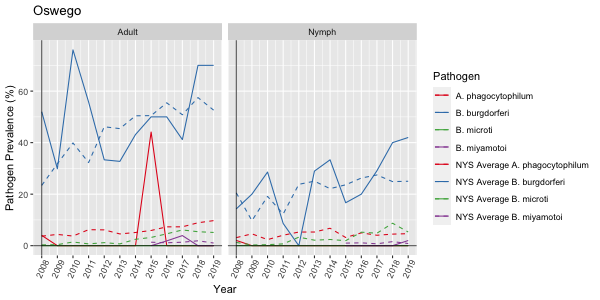 Oswego
Adult Nymph
Pathogen Prevalence (%)
60
40
20
0
2008 2009 2010 2011 2012 2013 2014 2015 2016 2017 2018 2019 2008 2009 2010 2011 2012 2013 2014 2015 2016 2017 2018 2019
Year
Pathogen
A. phagocytophilum
B. burgdorferi
B. microti
B. miyamotoi
NYS Average A. phagocytophilum
NYS Average B. burgdorferi
NYS Average B. microti
NYS Average B. miyamotoi